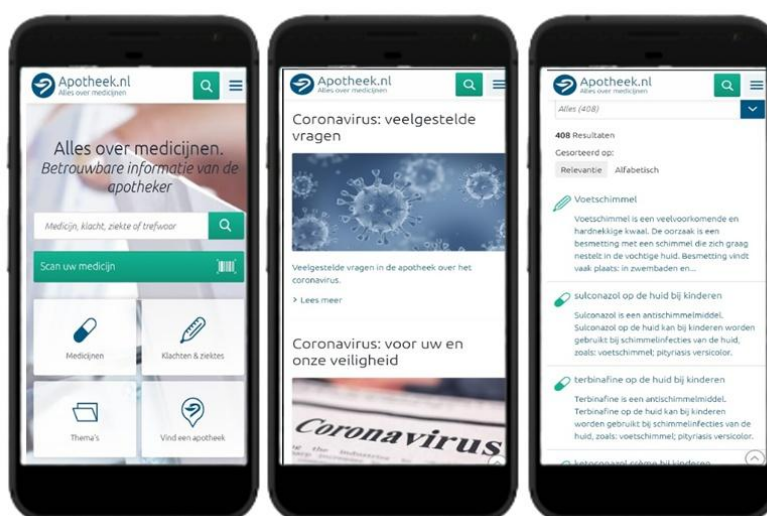 Apotheek.nl
Alles over medicijnen
Alles over medicijnen.
Betrouwbare informatie van de
apotheker
Medicijn, klacht, ziekte of trefwoor
Scan uw medicijn
Medicijnen
Klachten & ziektes
Thema's
Vind een apotheek
Apotheek.nl
Alles over medicijnen
Coronavirus: veelgestelde
vragen
Veelgestelde vragen in de apotheek over het
coronavirus.
> Lees meer
Coronavirus: voor uw en
onze veiligheid
Coronavirus
Apotheek.nl
Alles over medicijnen
Alles (408)
408 Resultaten
Gesorteerd op:
Relevantie Alfabetisch
Voetschimmel
Voetschimmel is een veelvoorkomende en
hardnekkige kwaal. De oorzaak is een
besmetting met een schimmel die zich graag
nestelt in de vochtige huid. Besmetting vindt
vaak plaats: in zwembaden en...
sulconazol op de huid bij kinderen
Sulconazol is een antischimmelmiddel.
Sulconazol op de huid kan bij kinderen worden
gebruikt bij schimmelinfecties van de huid,
zoals: voetschimmel; pityriasis versicolor.
terbinafine op de huid bij kinderen
Terbinafine is een antischimmelmiddel.
Terbinafine op de huid kan bij kinderen
worden gebruikt bij schimmelinfecties van de
huid, zoals: voetschimmel; pityriasis versicolor.
ketoconazol crème bij kinderen